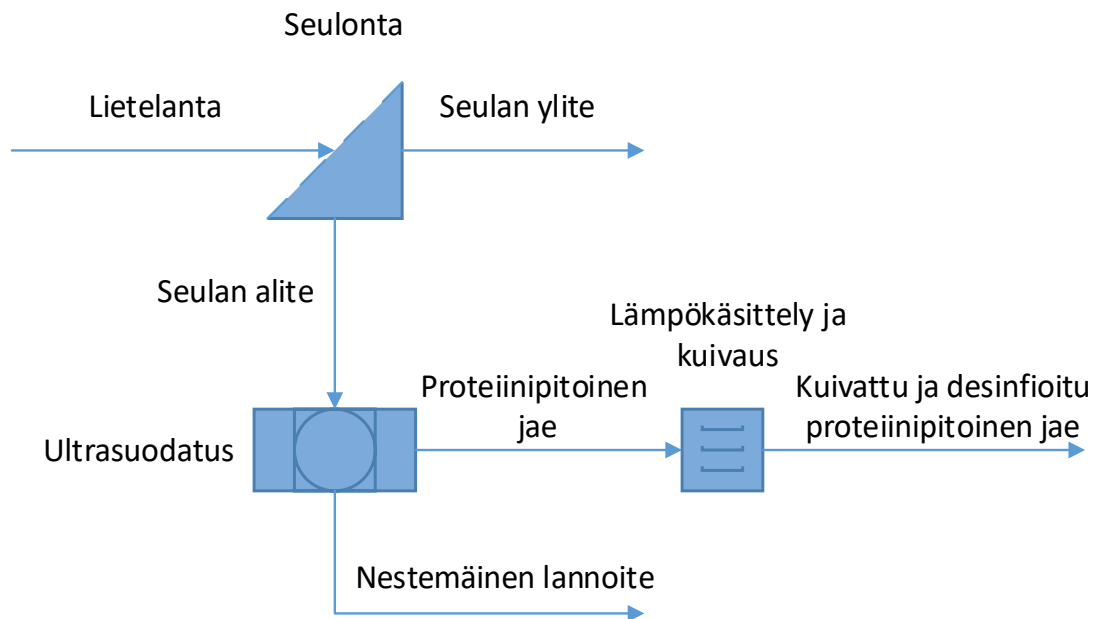 Seulonta
Lietelanta
Seulan ylite
Seulan alite
Lämpökäsittely ja
kuivaus
Proteiinipitoinen
jae
Kuivattu ja desinfioitu
proteiinipitoinen jae
Ultrasuodatus
Nestemäinen lannoite